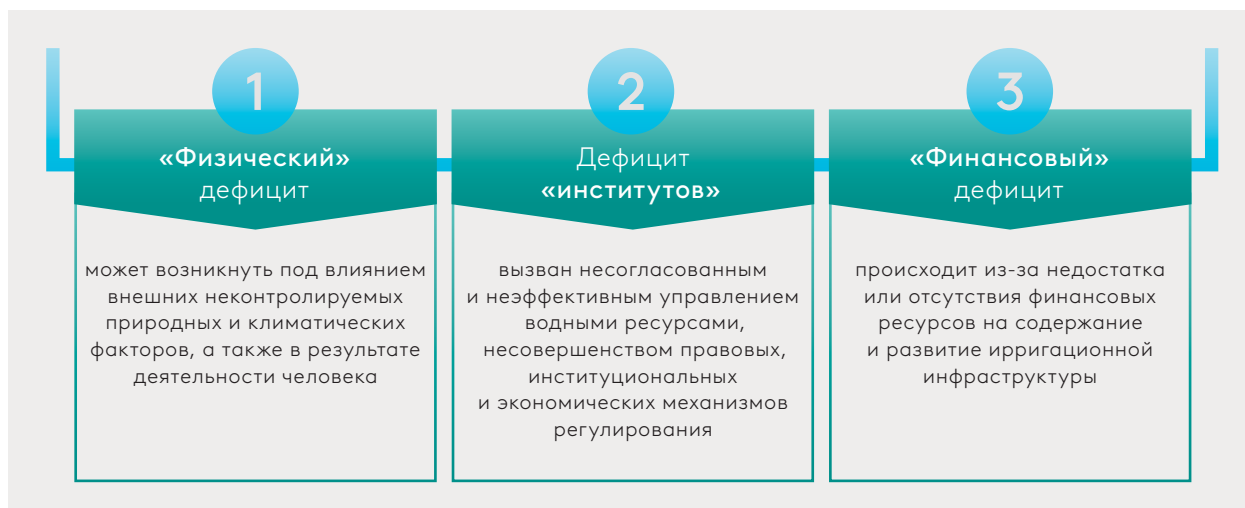 1
«Физический»
дефицит
может возникнуть под влиянием
внешних неконтролируемых
природных и климатических
факторов, а также в результате
деятельности человека
2
Дефицит
«институтов»
вызван несогласованным
и неэффективным управлением
водными ресурсами,
несовершенством правовых,
институциональных
и экономических механизмов
регулирования
3
«Финансовый»
дефицит
происходит из-за недостатка
или отсутствия финансовых
ресурсов на содержание
и развитие ирригационной
инфраструктуры